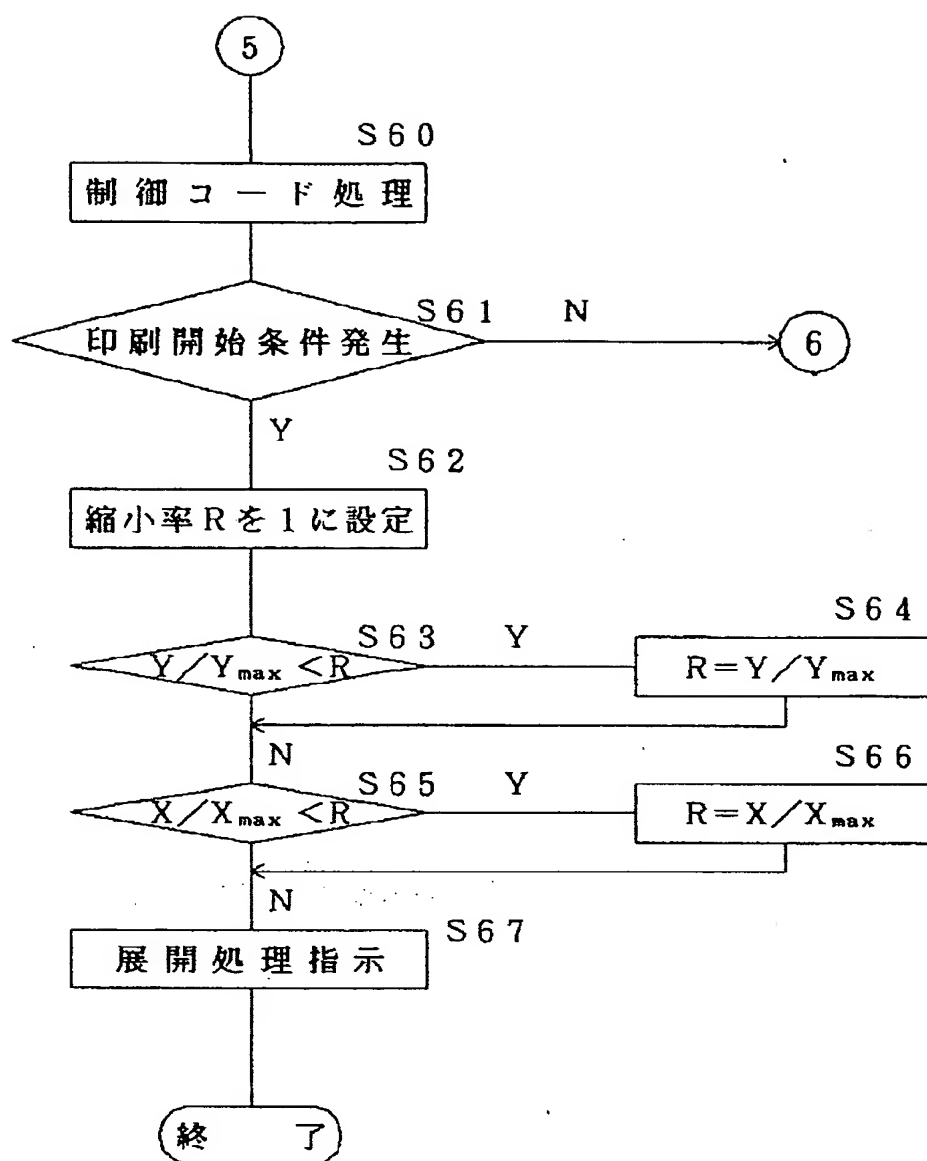 5
S60
制御コード処理
S61 N
印刷開始条件発生
6
Y
S62
縮小率Rを1に設定
S64
S63 Y
Y/Ymax<R
R=Y/Ymax
N
S66
S65 Y
X/Xmax<R
R=X/Xmax
N
S67
展開処理指示
終了